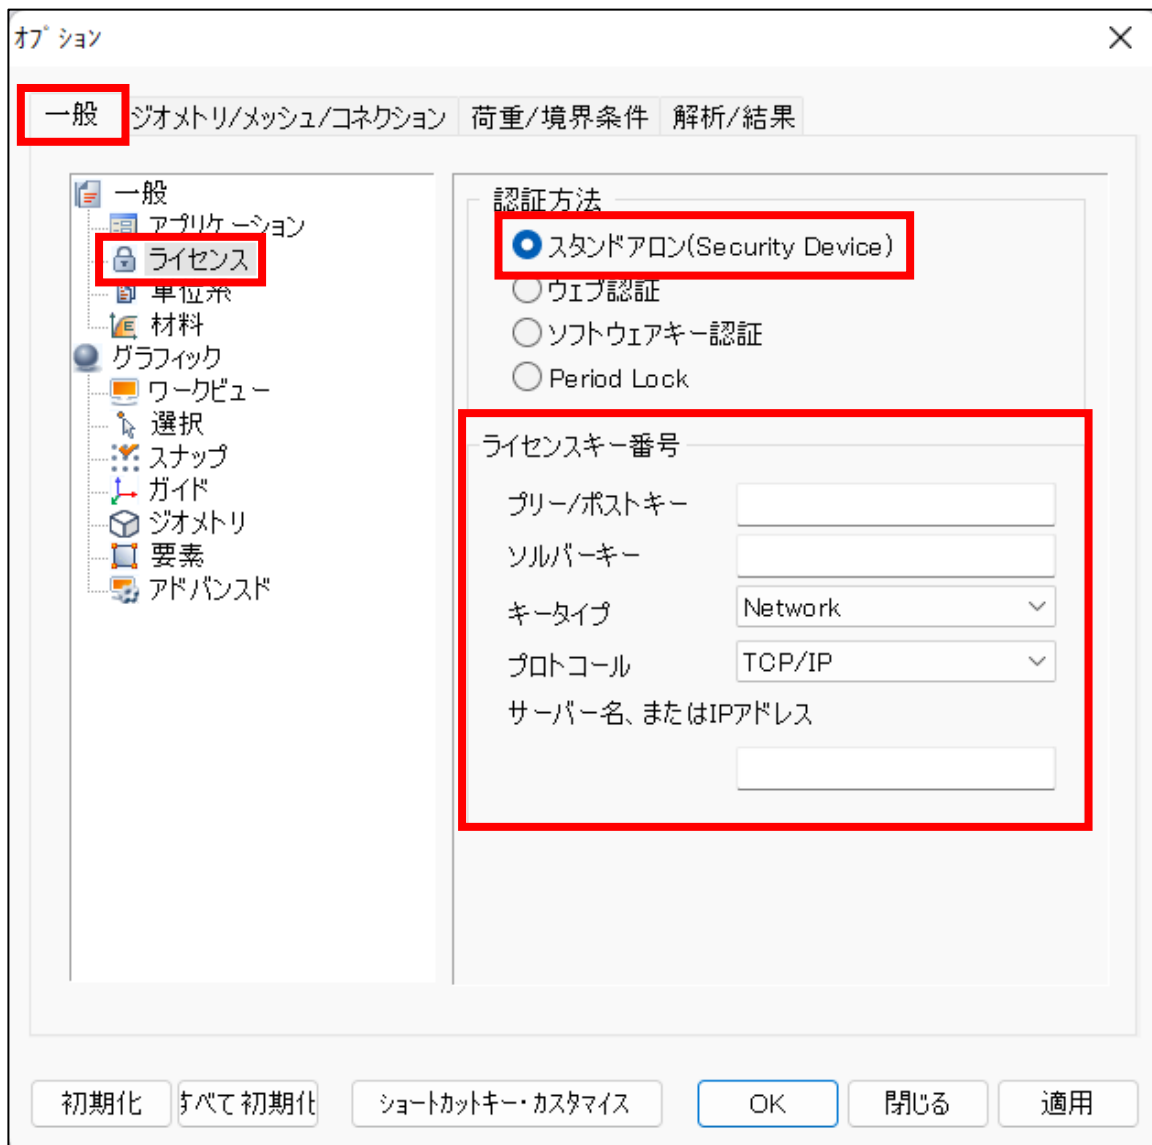 オプション
一般 ジオメトリ/メッシュ/コネクション 荷重/境界条件 解析/結果
一般
アプリケーション
ライセンス
単位系
材料
グラフィック
ワークビュー
選択
スナップ
ガイド
ジオメトリ
要素
アドバンスド
認証方法
スタンドアロン(Security Device)
ウェブ認証
ソフトウェアキー認証
Period Lock
ライセンスキー番号
プリー/ポストキー
ソルバーキー
キータイプ Network
プロトコール TCP/IP
サーバー名、またはIPアドレス
初期化 すべて初期化 ショートカットキー・カスタマイス OK 閉じる 適用